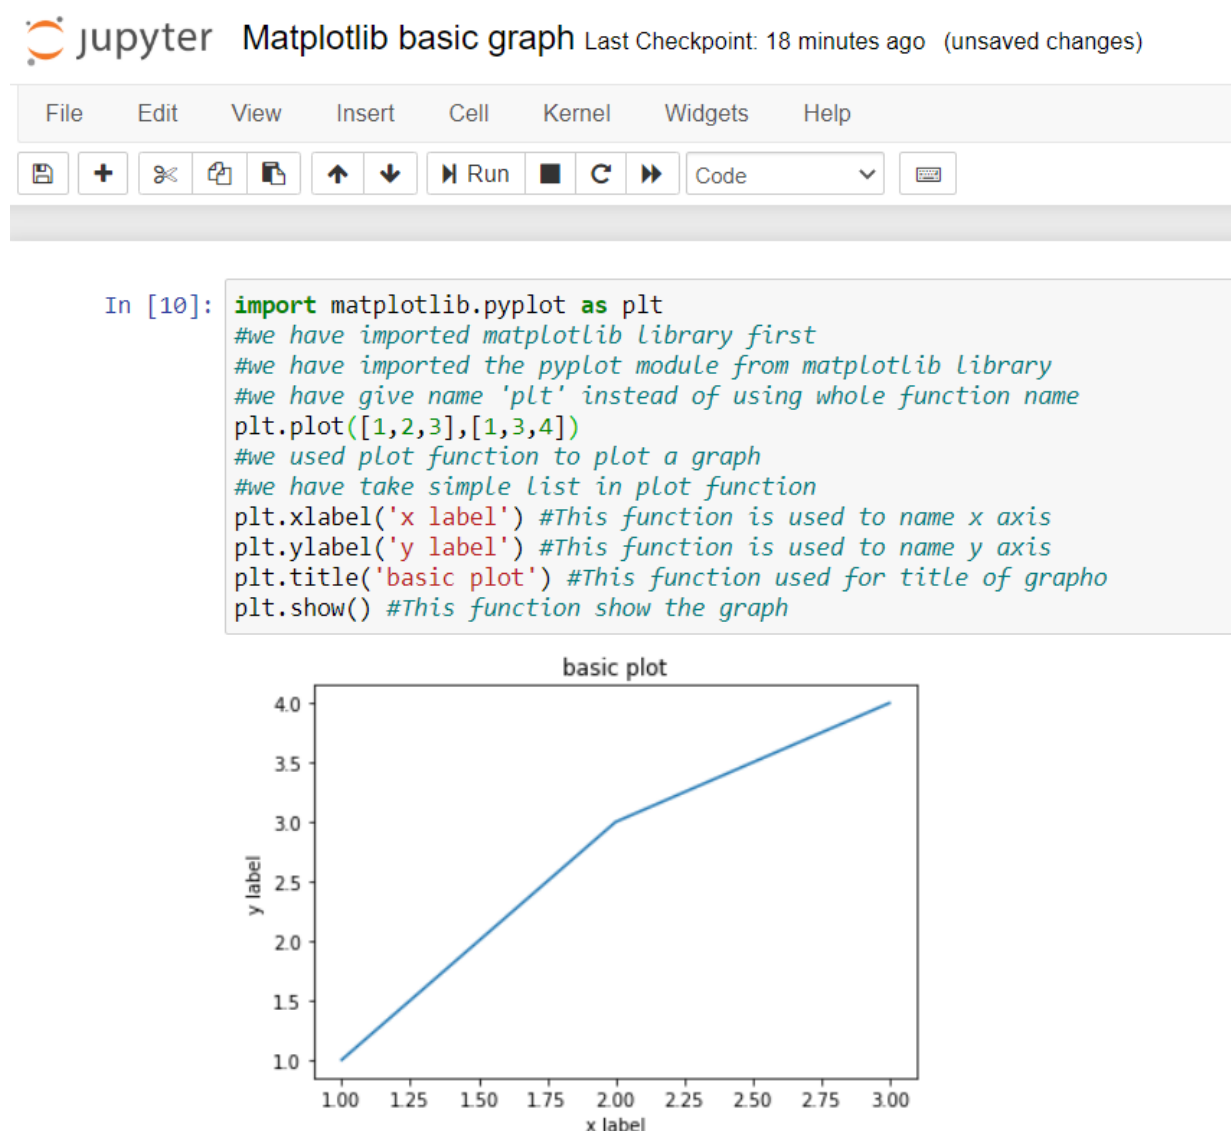 jupyter Matplotlib basic graph Last Checkpoint: 18 minutes ago (unsaved changes)
File Edit View Insert Cell Kernel Widgets Help
Run Code
In [10]: import matplotlib.pyplot as plt
#we have imported matplotlib library first
#we have imported the pyplot module from matplotlib library
#we have give name 'plt' instead of using whole function name
plt.plot([1,2,3],[1,3,4])
#we used plot function to plot a graph
#we have take simple list in plot function
plt.xlabel('x label') #This function is used to name x axis
plt.ylabel('y label') #This function is used to name y axis
plt.title('basic plot') #This function used for title of grapho
plt.show() #This function show the graph
basic plot
4.0
3.5
3.0
2.5
2.0
1.5
1.0
y label
1.00 1.25 1.50 1.75 2.00 2.25 2.50 2.75 3.00
x label